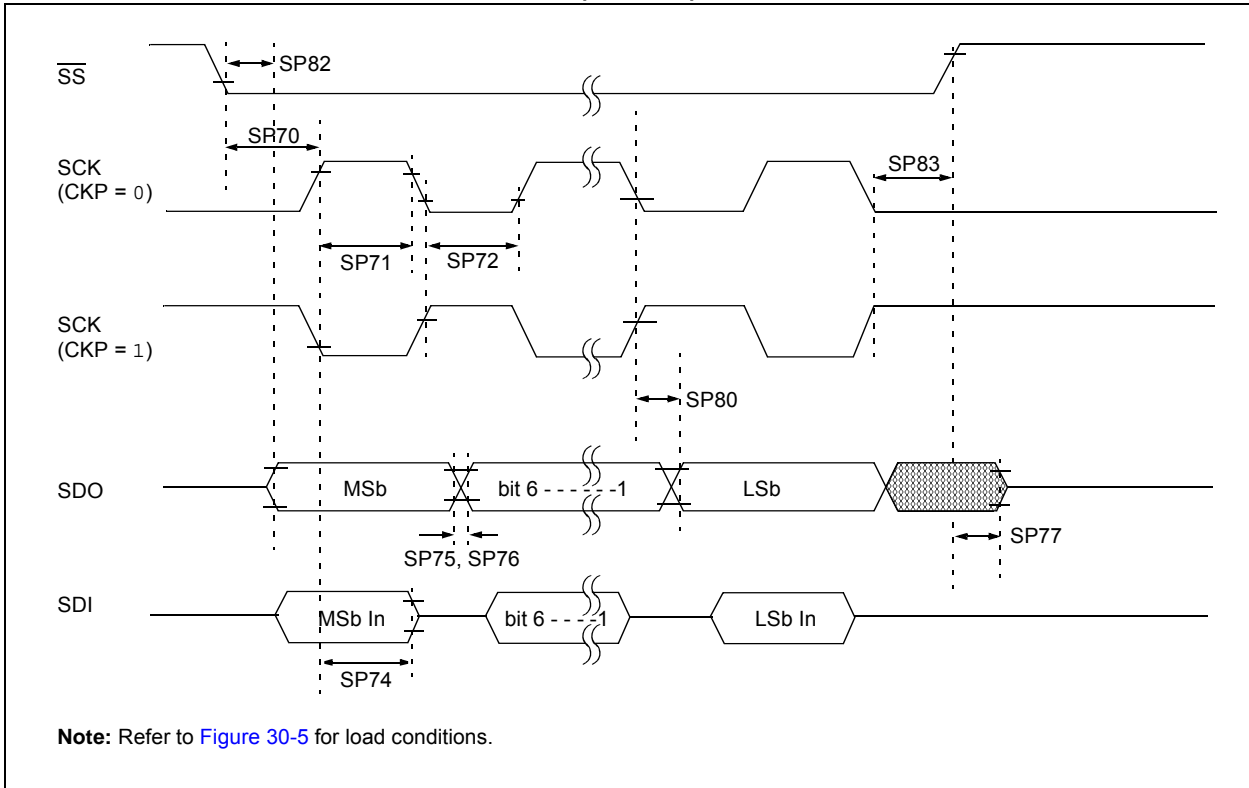 SS
SP82
SP70
SCK
(CKP = 0)
SP83
SP71
SP72
SCK
(CKP = 1)
SP80
SDO
MSb
bit 6 - - - - - -1
LSb
SP77
SP75, SP76
SDI
MSb In
bit 6 - - - -1
LSb In
SP74
Note: Refer to Figure 30-5 for load conditions.